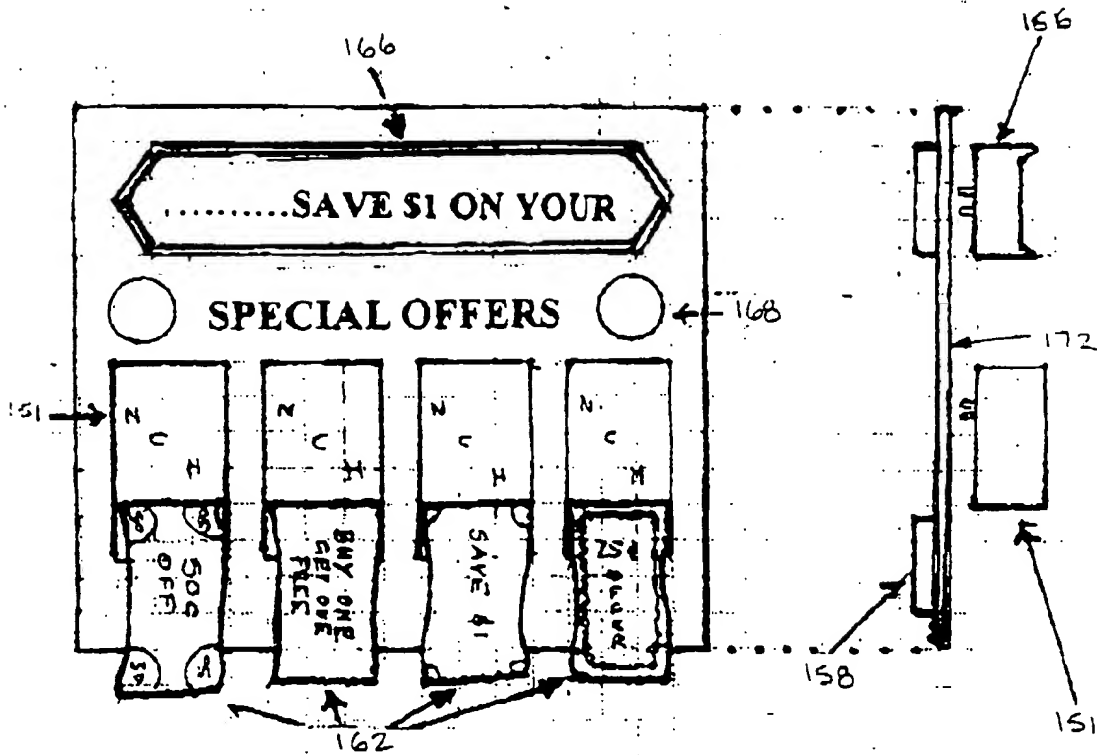 166
155
..........SAVE $1 ON YOUR
SPECIAL OFFERS
168
172
151
N U H
N U H
N U H
N U H
50¢
OFF
BUY ONE
GET ONE
FREE
SAVE $1
158
151
162